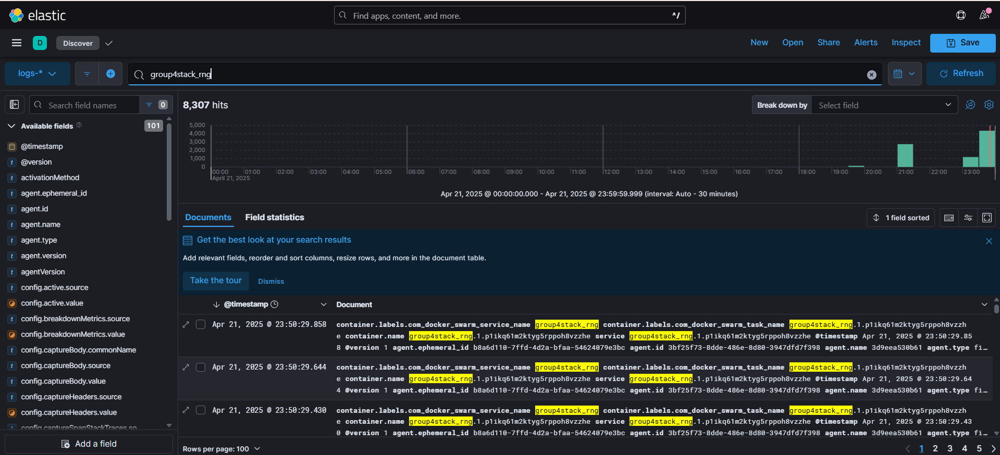 elastic
Find apps, content, and more.
^/
D
Discover
New
Open
Share
Alerts
Inspect
Save
logs-*
group4stack_rng
Refresh
Search field names
0
8,307 hits
Break down by
Select field
Available fields
101
@timestamp
@version
activationMethod
agent.ephemeral_id
agent.id
agent.name
agent.type
agent.version
agentVersion
config.active.source
config.active.value
config.breakdownMetrics.source
config.breakdownMetrics.value
config.captureBody.commonName
config.captureBody.source
config.captureBody.value
config.captureHeaders.source
config.captureHeaders.value
config.captureSpanStackTraces.so
Add a field
5,000
4,000
3,000
2,000
1,000
0
00:00 01:00 02:00 03:00 04:00 05:00 06:00 07:00 08:00 09:00 10:00 11:00 12:00 13:00 14:00 15:00 16:00 17:00 18:00 19:00 20:00 21:00 22:00 23:00
April 21, 2025
Apr 21, 2025 @ 00:00:00.000 - Apr 21, 2025 @ 23:59:59.999 (interval: Auto - 30 minutes)
Documents
Field statistics
1 field sorted
Get the best look at your search results
Add relevant fields, reorder and sort columns, resize rows, and more in the document table.
Take the tour
Dismiss
@timestamp
Document
Apr 21, 2025 @ 23:50:29.858
container.labels.com_docker_swarm_service_name group4stack_rng container.labels.com_docker_swarm_task_name group4stack_rng.1.p1ikq61m2ktyg5rppoh8vzzh
e container.name group4stack_rng.1.p1ikq61m2ktyg5rppoh8vzzhe service group4stack_rng.1.p1ikq61m2ktyg5rppoh8vzzhe @timestamp Apr 21, 2025 @ 23:50:29.85
8 @version 1 agent.ephemeral_id b8a6d110-7ffd-4d2a-bfaa-54624079e3bc agent.id 3bf25f73-8dde-486e-8d80-3947dfd7f398 agent.name 3d9eea530b61 agent.type fi...
Apr 21, 2025 @ 23:50:29.644
container.labels.com_docker_swarm_service_name group4stack_rng container.labels.com_docker_swarm_task_name group4stack_rng.1.p1ikq61m2ktyg5rppoh8vzzh
e container.name group4stack_rng.1.p1ikq61m2ktyg5rppoh8vzzhe service group4stack_rng.1.p1ikq61m2ktyg5rppoh8vzzhe @timestamp Apr 21, 2025 @ 23:50:29.64
4 @version 1 agent.ephemeral_id b8a6d110-7ffd-4d2a-bfaa-54624079e3bc agent.id 3bf25f73-8dde-486e-8d80-3947dfd7f398 agent.name 3d9eea530b61 agent.type fi...
Apr 21, 2025 @ 23:50:29.430
container.labels.com_docker_swarm_service_name group4stack_rng container.labels.com_docker_swarm_task_name group4stack_rng.1.p1ikq61m2ktyg5rppoh8vzzh
e container.name group4stack_rng.1.p1ikq61m2ktyg5rppoh8vzzhe service group4stack_rng.1.p1ikq61m2ktyg5rppoh8vzzhe @timestamp Apr 21, 2025 @ 23:50:29.43
0 @version 1 agent.ephemeral_id b8a6d110-7ffd-4d2a-bfaa-54624079e3bc agent.id 3bf25f73-8dde-486e-8d80-3947dfd7f398 agent.name 3d9eea530b61 agent.type fi...
Rows per page: 100
1 2 3 4 5